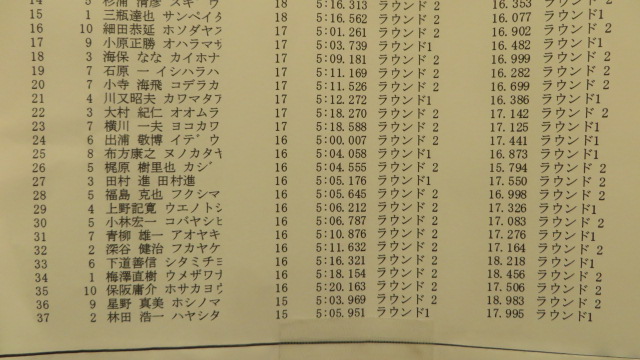 14 5 杉浦 清彦 スギウ 18 5:16.313 ラウンド 2 16.353 ラウンド 2
15 1 三瓶達也 サンペイタ 18 5:16.562 ラウンド 2 16.077 ラウンド1
16 10 細田恭延 ホソダヤス 17 5:01.261 ラウンド 2 16.902 ラウンド 2
17 9 小原正勝 オハラマサ 17 5:03.739 ラウンド1 16.482 ラウンド1
18 3 海保 なな カイホナ 17 5:09.181 ラウンド 2 16.999 ラウンド 2
19 7 石原 一 イシハラハ 17 5:11.169 ラウンド 2 16.282 ラウンド 2
20 7 小寺 海飛 コデラカ 17 5:11.526 ラウンド 2 16.699 ラウンド 2
21 4 川又昭夫 カワマタア 17 5:12.272 ラウンド1 16.386 ラウンド1
22 3 大村 紀仁 オオムラ 17 5:18.270 ラウンド 2 17.142 ラウンド 2
23 7 横川 一夫 ヨコカワ 17 5:18.588 ラウンド 2 17.125 ラウンド1
24 6 出浦 敬博 イデウ 16 5:00.007 ラウンド 2 17.441 ラウンド1
25 8 布方康之 ヌノカタヤ 16 5:04.058 ラウンド1 16.873 ラウンド1
26 5 梶原 樹里也 カジ 16 5:04.555 ラウンド 2 15.794 ラウンド 2
27 3 田村 進 田村進 16 5:05.176 ラウンド1 17.550 ラウンド 2
28 5 福島 克也 フクシマ 16 5:05.645 ラウンド 2 16.998 ラウンド 2
29 4 上野記寛 ウエノトシ 16 5:06.212 ラウンド 2 17.326 ラウンド1
30 5 小林宏一 コバヤシヒ 16 5:06.787 ラウンド 2 17.083 ラウンド 2
31 7 青柳 雄一 アオヤキ 16 5:10.876 ラウンド 2 17.276 ラウンド1
32 2 深谷 健治 フカヤケ 16 5:11.632 ラウンド 2 17.164 ラウンド 2
33 6 下道善信 シタミチヨ 16 5:16.321 ラウンド 2 18.218 ラウンド1
34 1 梅澤直樹 ウメザワナ 16 5:18.154 ラウンド 2 18.456 ラウンド 2
35 10 保阪庸介 ホサカヨウ 16 5:20.163 ラウンド 2 17.506 ラウンド 2
36 9 星野 真美 ホシノマ 15 5:03.969 ラウンド 2 18.983 ラウンド 2
37 2 林田 浩一 ハヤシタ 15 5:05.951 ラウンド1 17.995 ラウンド1